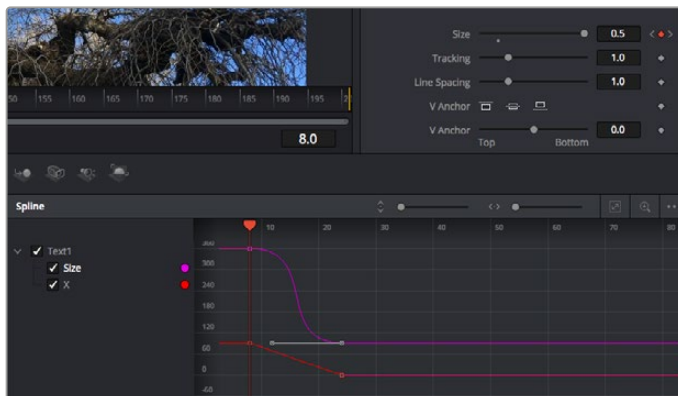 Size 0.5
Tracking 1.0
Line Spacing 1.0
V Anchor
V Anchor 0.0
Top Bottom
50 155 160 165 170 175 180 185 190 195
8.0
Spline
10 20 30 40 50 60 70 80
Text1
Size
X
300
240
180
120
60
0
-60